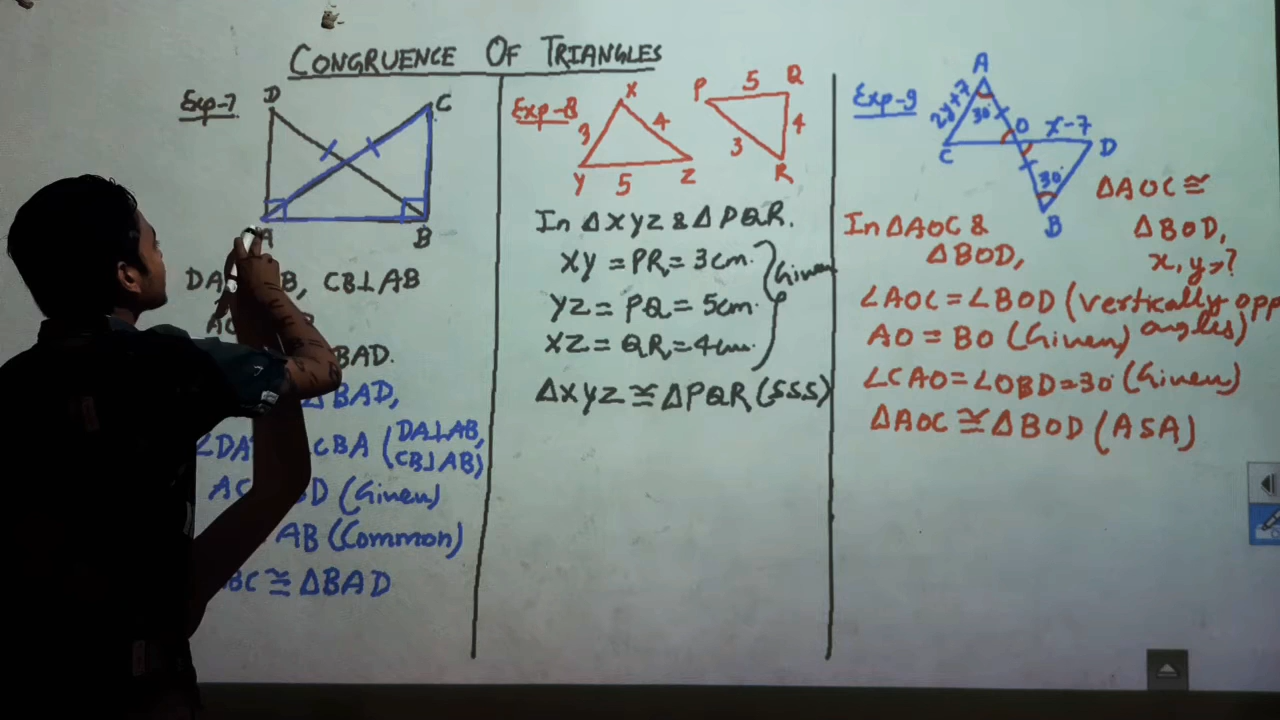 CONGRUENCE OF TRIANGLES
Exp-7
D
C
A
B
DA B, CB⊥AB
BAD.
ΔBAD,
CBA (DA⊥AB,
CB⊥AB)
(Given)
AB (Common)
≅ ΔBAD
Exp-8
X
3
4
Y
5
Z
P
5
Q
4
3
R
In ΔXYZ & ΔPQR.
XY = PR = 3cm.
YZ = PQ = 5cm.
XZ = QR = 4cm.
Given
ΔXYZ ≅ ΔPQR (SSS)
Exp-9
A
2y+7
30°
O
x-7
C
D
30°
B
ΔAOC ≅
ΔBOD,
x, y = ?
In ΔAOC &
ΔBOD,
∠AOC = ∠BOD (vertically opp
angles)
AO = BO (Given)
∠CAO = ∠OBD = 30° (Given)
ΔAOC ≅ ΔBOD (ASA)